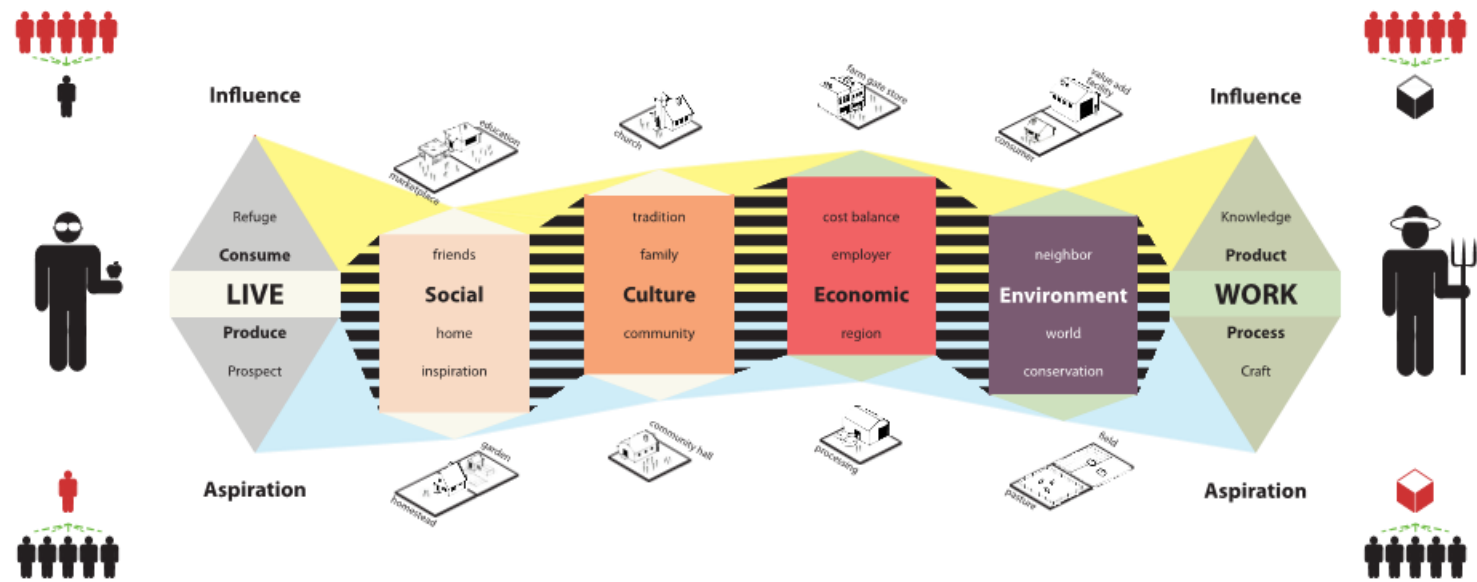 Influence
Refuge
Consume
LIVE
Produce
Prospect
Aspiration
education
marketplace
friends
Social
home
inspiration
garden
homestead
church
tradition
family
Culture
community
community hall
farm gate store
cost balance
employer
Economic
region
processing
value add
facility
consumer
neighbor
Environment
world
conservation
field
pasture
Influence
Knowledge
Product
WORK
Process
Craft
Aspiration